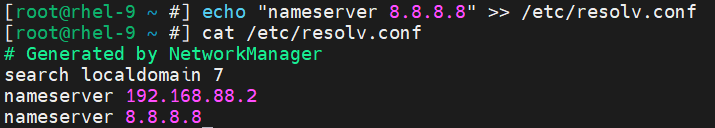 [root@rhel-9 ~ #] echo "nameserver 8.8.8.8" >> /etc/resolv.conf
[root@rhel-9 ~ #] cat /etc/resolv.conf
# Generated by NetworkManager
search localdomain 7
nameserver 192.168.88.2
nameserver 8.8.8.8